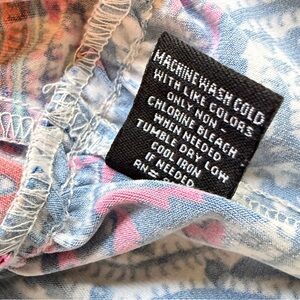 MACHINE WASH COLD
WITH LIKE COLORS
ONLY NON
CHLORINE BLEACH
WHEN NEEDED
TUMBLE DRY LOW
COOL IRON
IF NEEDED